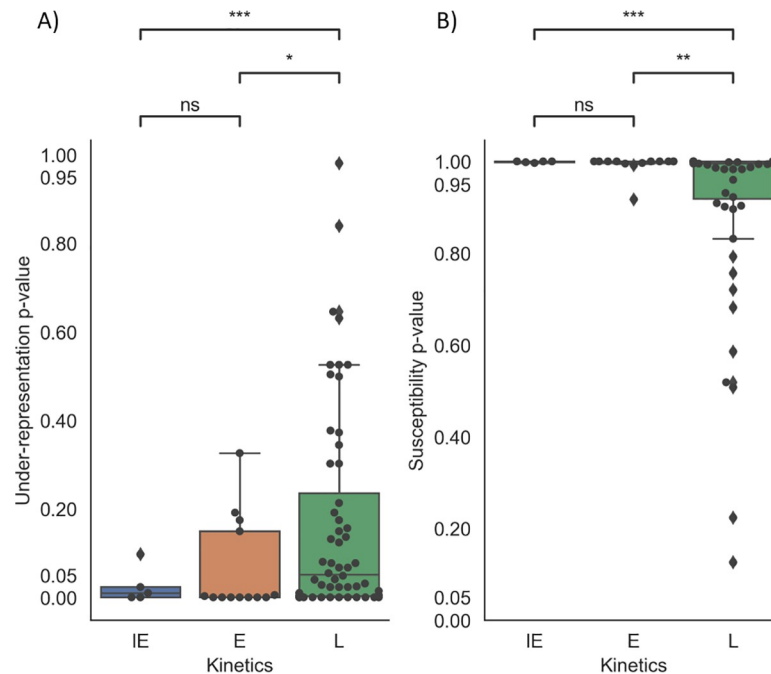 A)
***
*
ns
Under-representation p-value
1.00
0.95
0.80
0.60
0.40
0.20
0.05
0.00
IE
E
L
Kinetics
B)
***
**
ns
Susceptibility p-value
1.00
0.95
0.80
0.60
0.40
0.20
0.05
0.00
IE
E
L
Kinetics